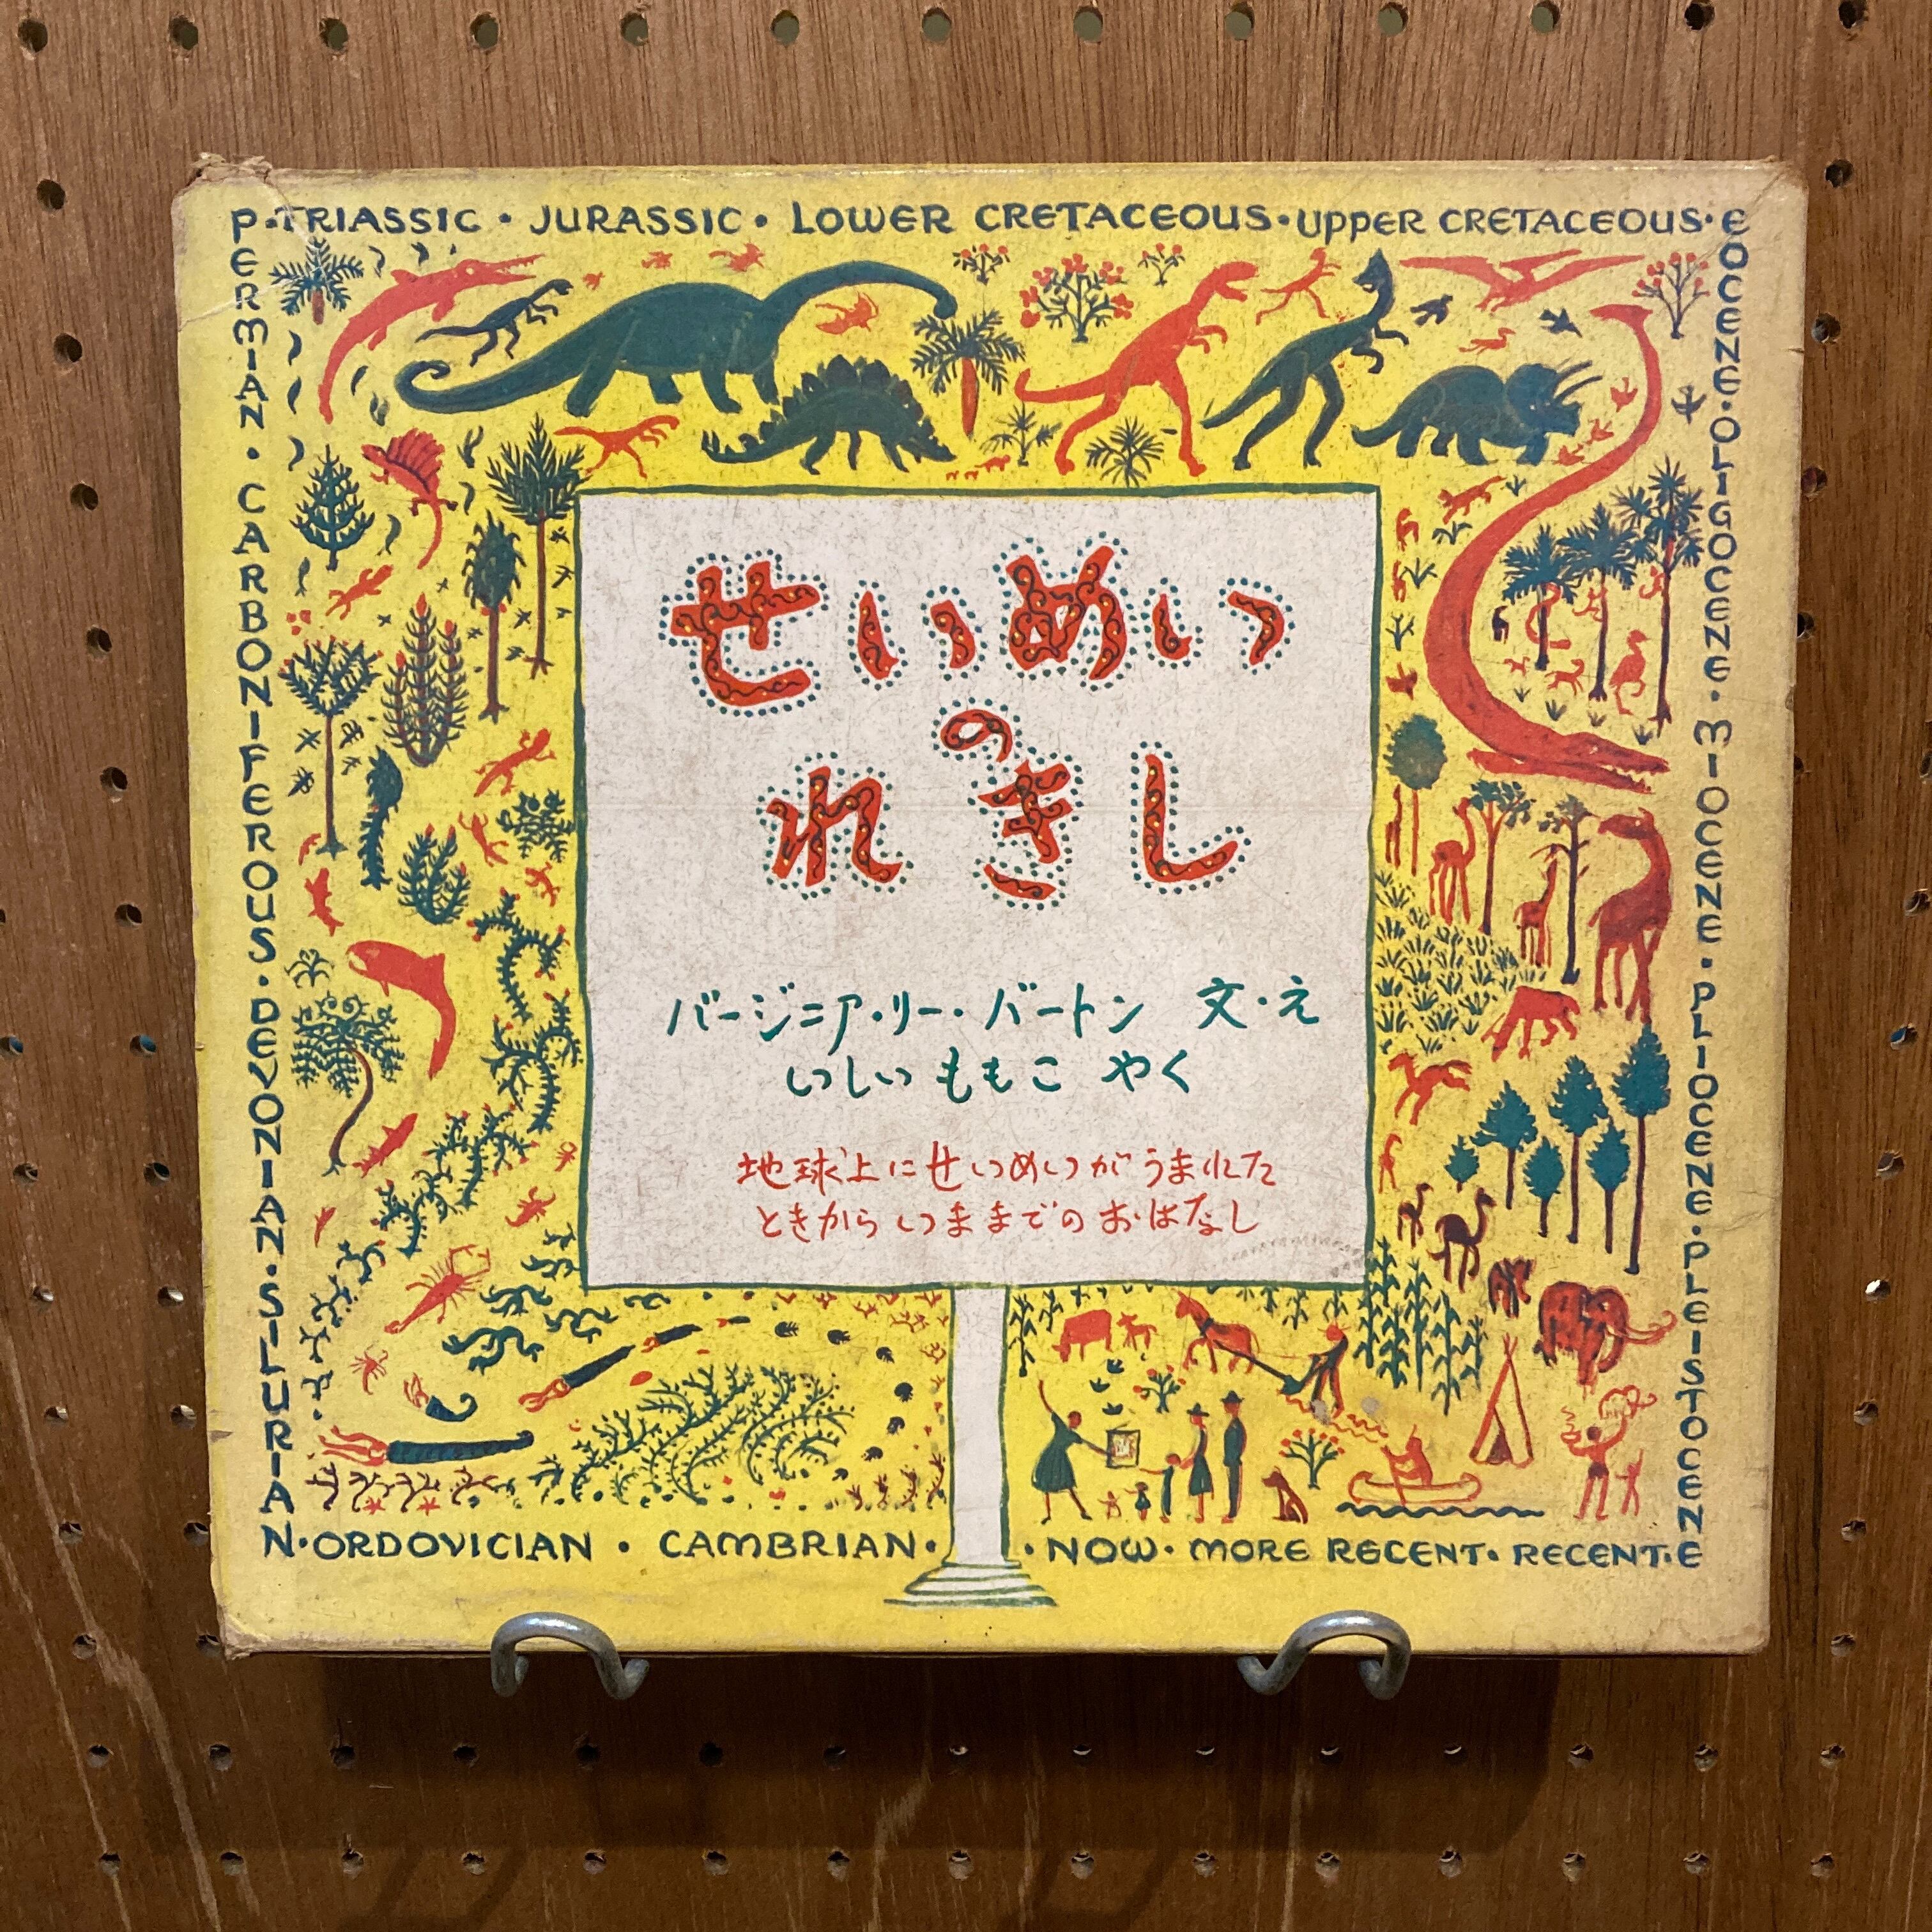 P·TRIASSIC · JURASSIC · LOWER CRETACEOUS · UPPER CRETACEOUS · E
PERMIAN · CARBONIFEROUS · DEVONIAN · SILURIAN
EOCENE · OLIGOCENE · MIOCENE · PLIOCENE · PLEISTOCENE
せいめい
の
れきし
バージニア・リー・バートン 文・え
いしい ももこ やく
地球上にせいめいがうまれた
ときからいままでのおはなし
N·ORDOVICIAN · CAMBRIAN ·
· NOW · MORE RECENT · RECENT · E